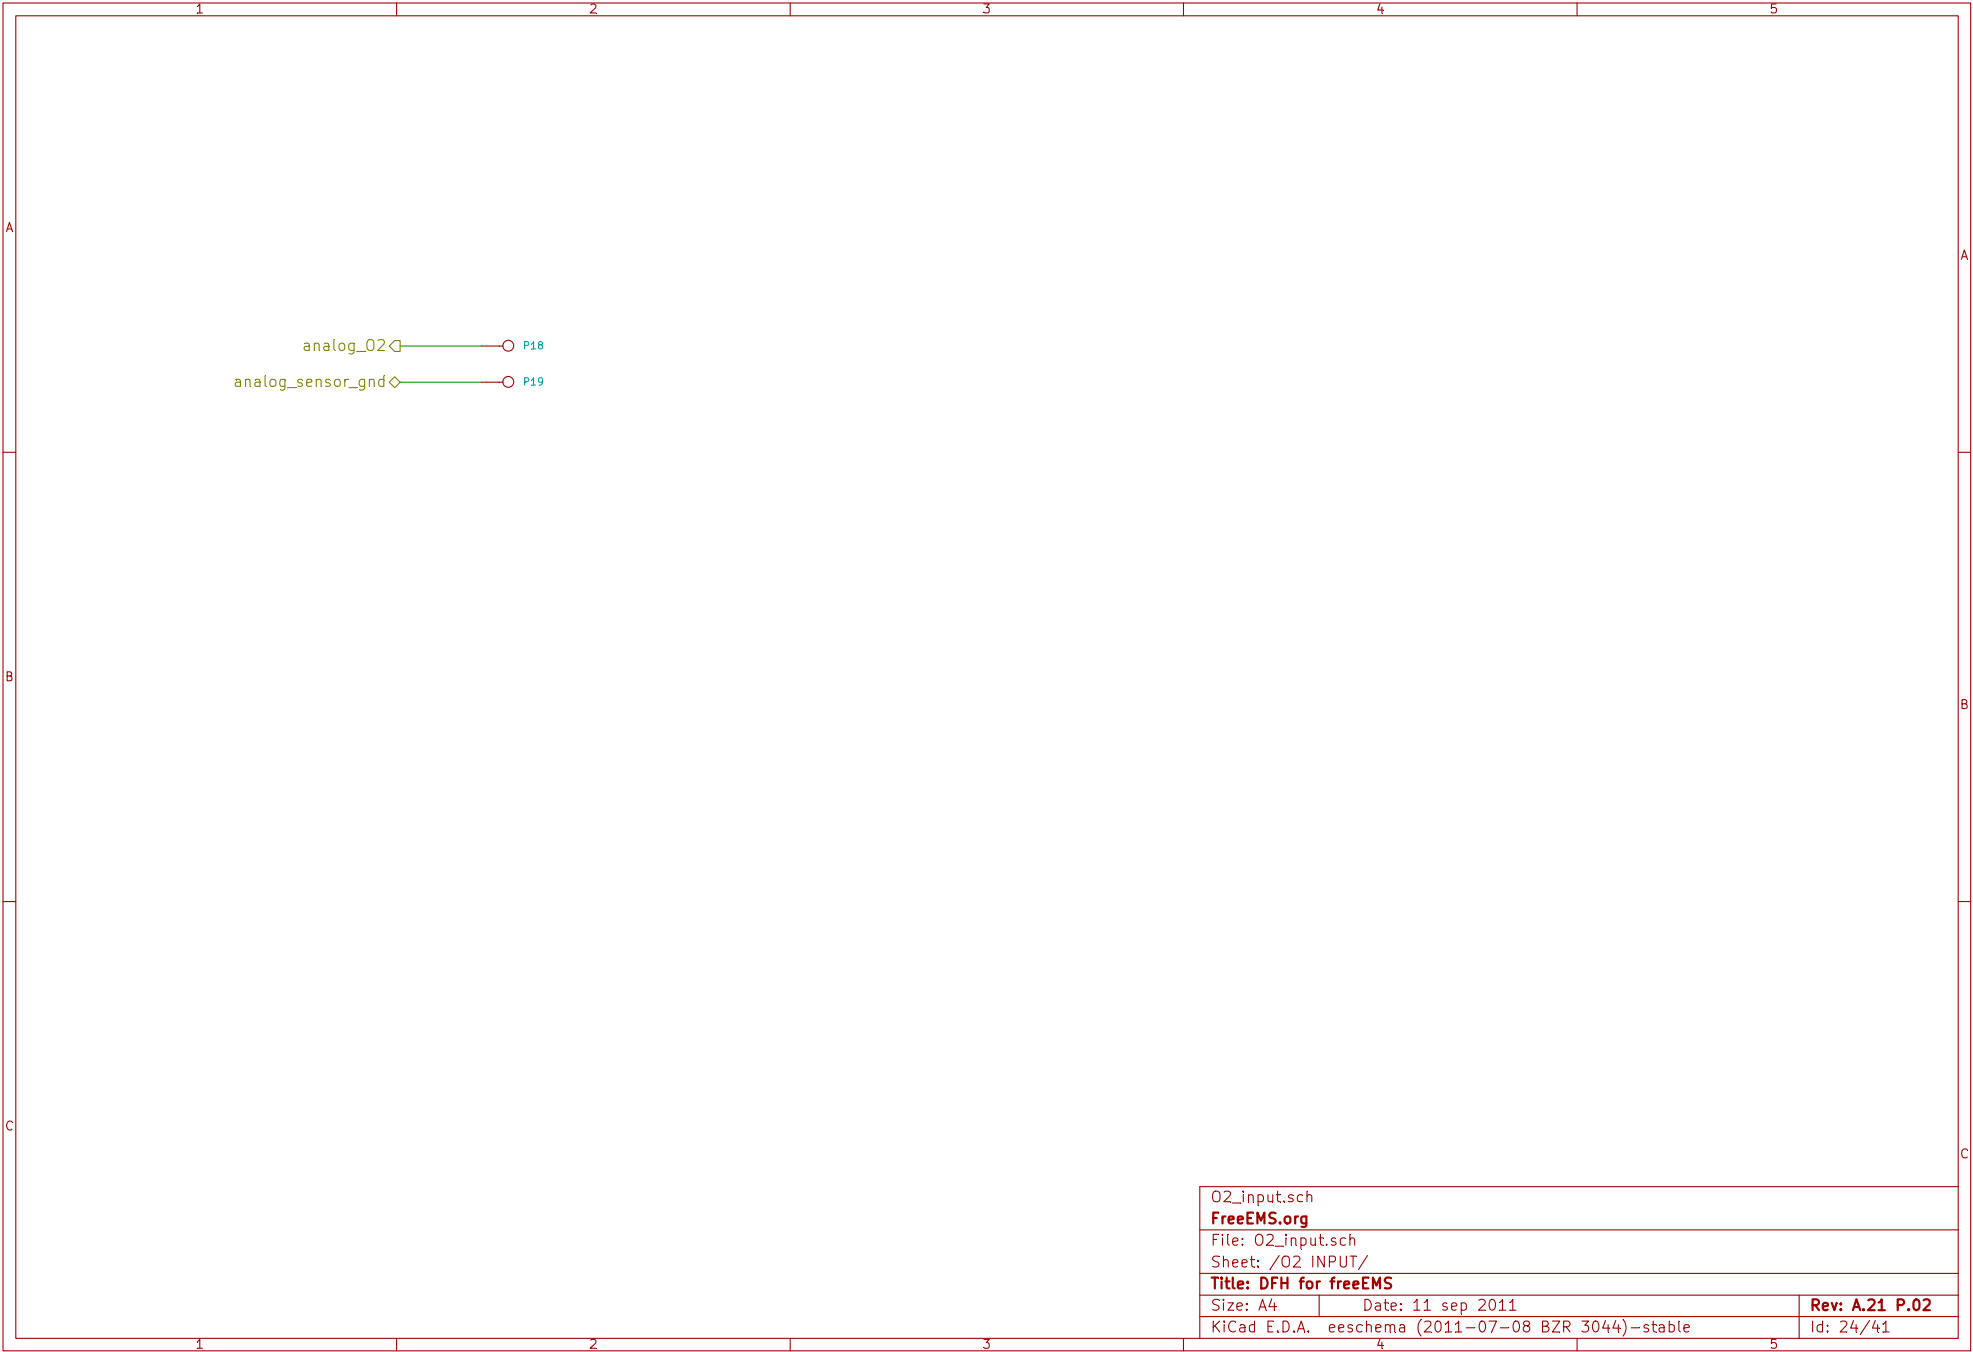 1 2 3 4 5
A A
analog_O2 P18
analog_sensor_gnd P19
B B
C C
O2_input.sch
FreeEMS.org
File: O2_input.sch
Sheet: /O2 INPUT/
Title: DFH for freeEMS
Size: A4 Date: 11 sep 2011 Rev: A.21 P.02
KiCad E.D.A. eeschema (2011-07-08 BZR 3044)-stable Id: 24/41
1 2 3 4 5